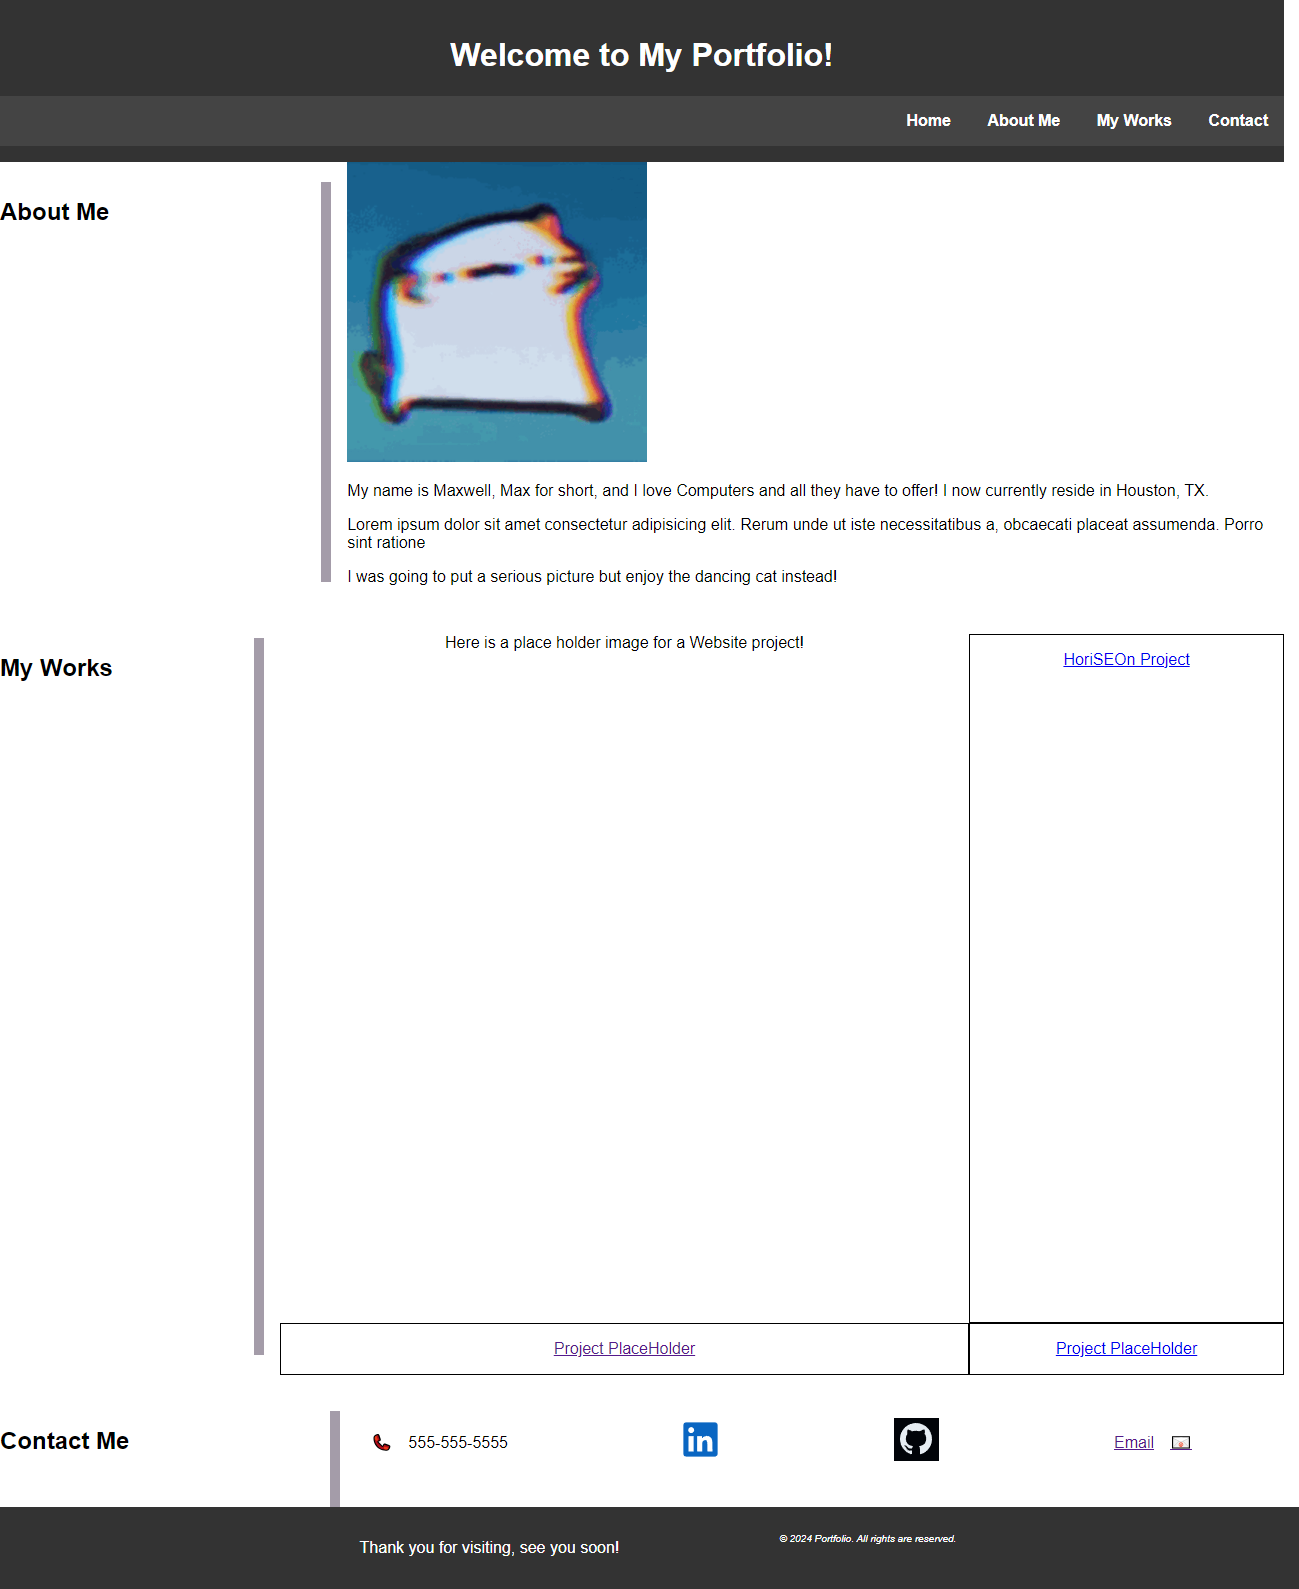 Welcome to My Portfolio!
Home About Me My Works Contact
About Me
My name is Maxwell, Max for short, and I love Computers and all they have to offer! I now currently reside in Houston, TX.
Lorem ipsum dolor sit amet consectetur adipisicing elit. Rerum unde ut iste necessitatibus a, obcaecati placeat assumenda. Porro
sint ratione
I was going to put a serious picture but enjoy the dancing cat instead!
My Works
Here is a place holder image for a Website project!
HoriSEOn Project
Project PlaceHolder
Project PlaceHolder
Contact Me
555-555-5555
in
Email
Thank you for visiting, see you soon!
© 2024 Portfolio. All rights are reserved.